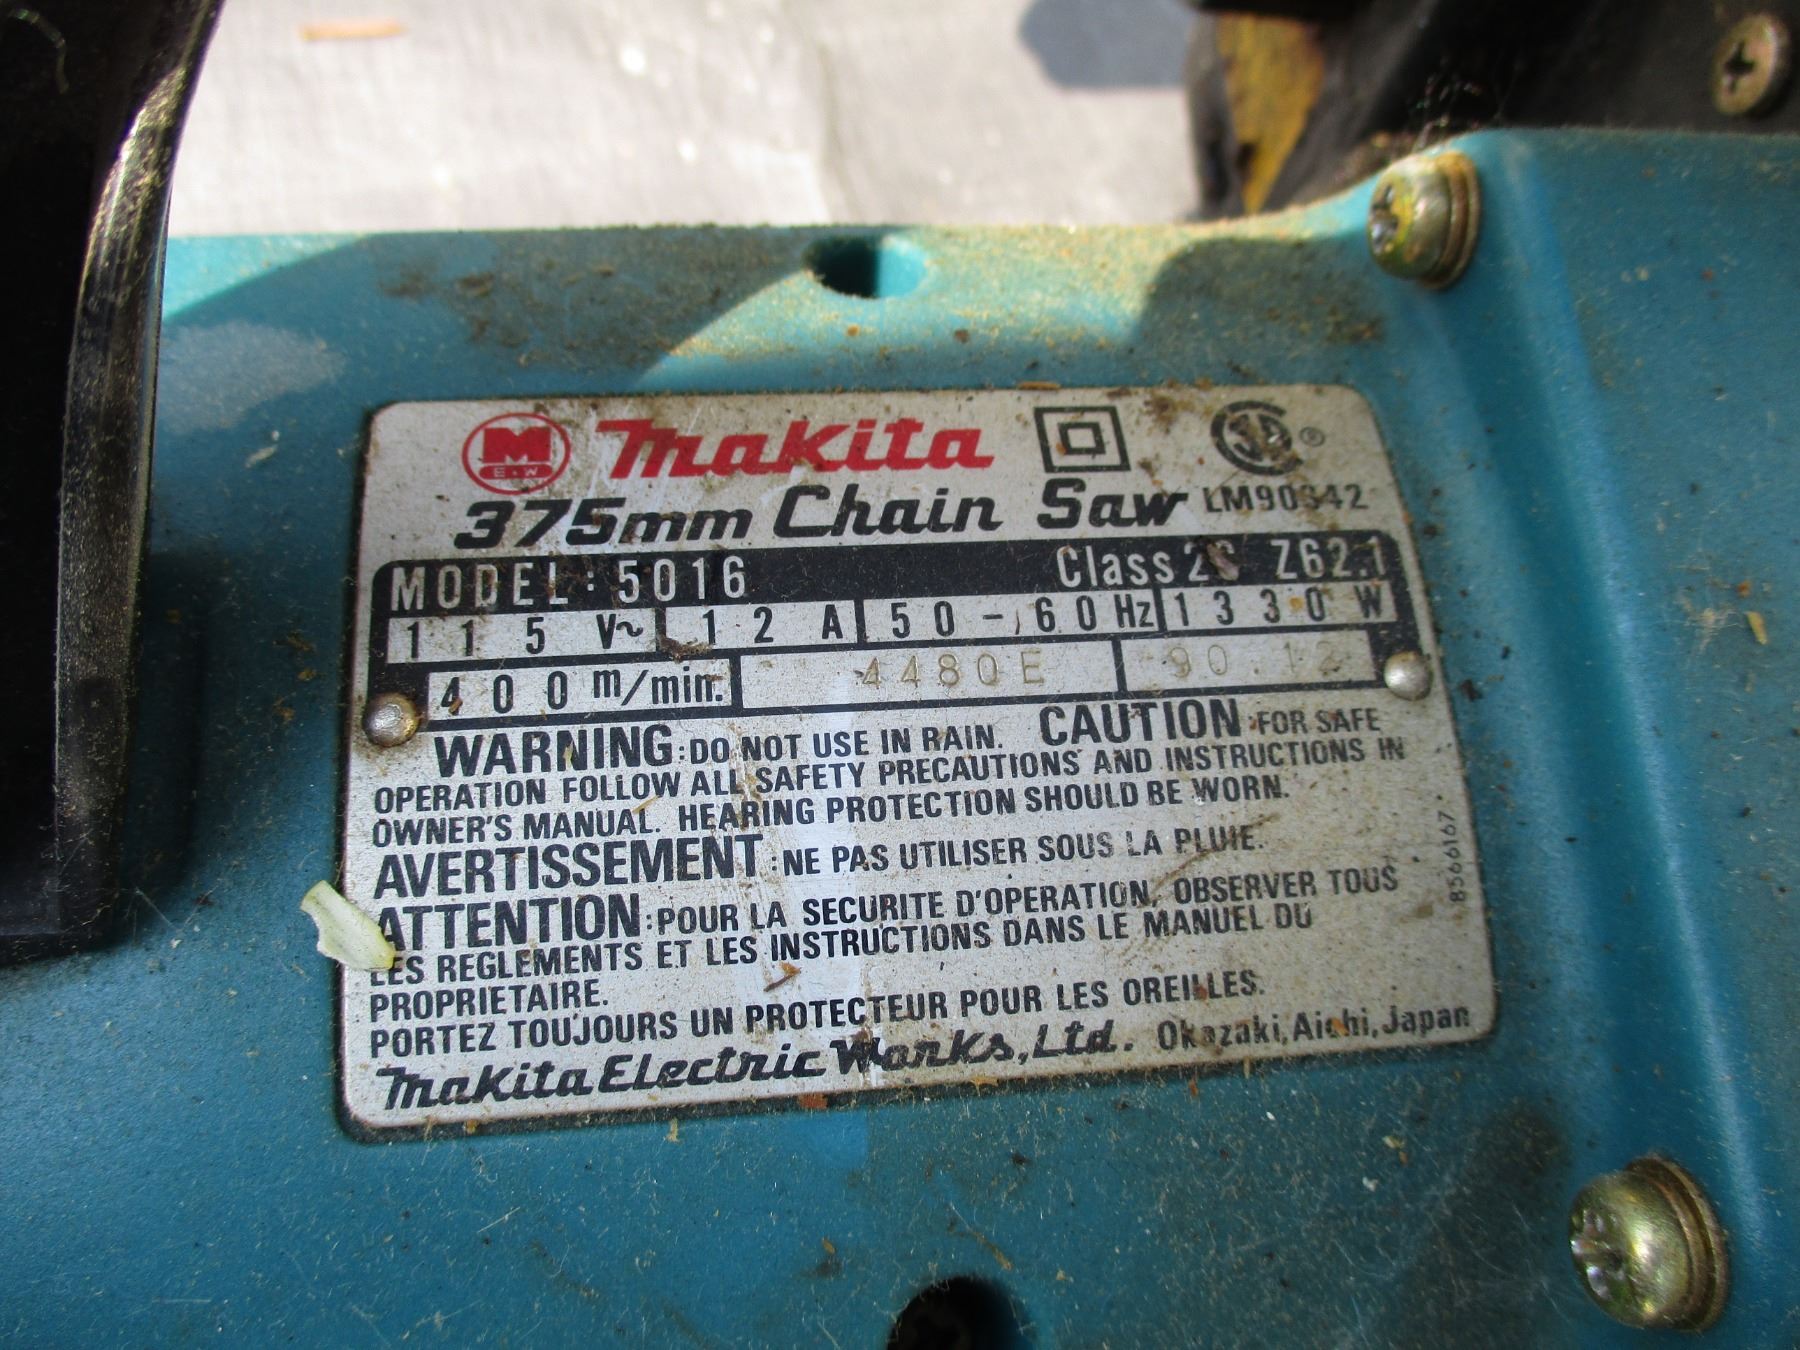 M
E·W
Makita
SA ®
375mm Chain Saw LM90342
MODEL: 5016 Class 2C Z62.1
115 V~ 12 A 50-60 Hz 1330 W
400 m/min. 4480E 90.12
WARNING: DO NOT USE IN RAIN. CAUTION: FOR SAFE
OPERATION FOLLOW ALL SAFETY PRECAUTIONS AND INSTRUCTIONS IN
OWNER'S MANUAL. HEARING PROTECTION SHOULD BE WORN.
AVERTISSEMENT: NE PAS UTILISER SOUS LA PLUIE.
ATTENTION: POUR LA SECURITE D'OPERATION, OBSERVER TOUS
LES REGLEMENTS ET LES INSTRUCTIONS DANS LE MANUEL DU
PROPRIETAIRE.
PORTEZ TOUJOURS UN PROTECTEUR POUR LES OREILLES.
Makita Electric Works, Ltd. Okazaki, Aichi, Japan
8566167